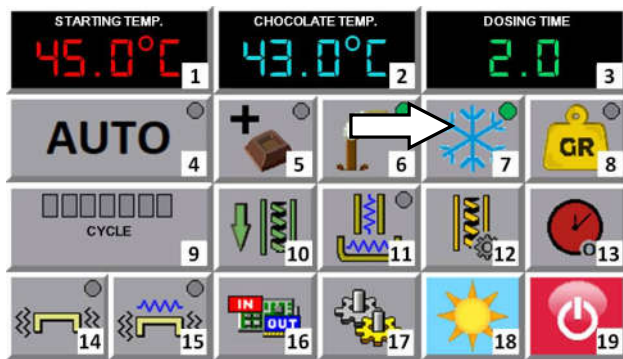 STARTING TEMP. CHOCOLATE TEMP. DOSING TIME
45.0°C 43.0°C 2.0
1 2 3
AUTO GR
4 5 6 7 8
CYCLE
9 10 11 12 13
IN
OUT
14 15 16 17 18 19